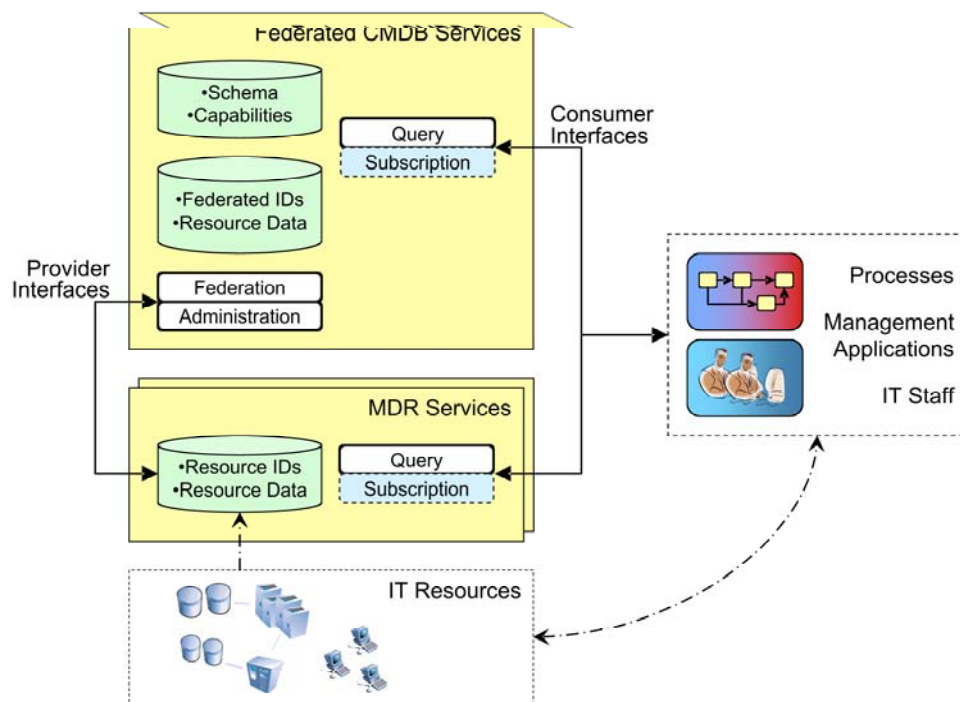 Federated CMDB Services
•Schema
•Capabilities
Query
Subscription
Consumer
Interfaces
•Federated IDs
•Resource Data
Provider
Interfaces
Federation
Administration
Processes
Management
Applications
IT Staff
MDR Services
•Resource IDs
•Resource Data
Query
Subscription
IT Resources